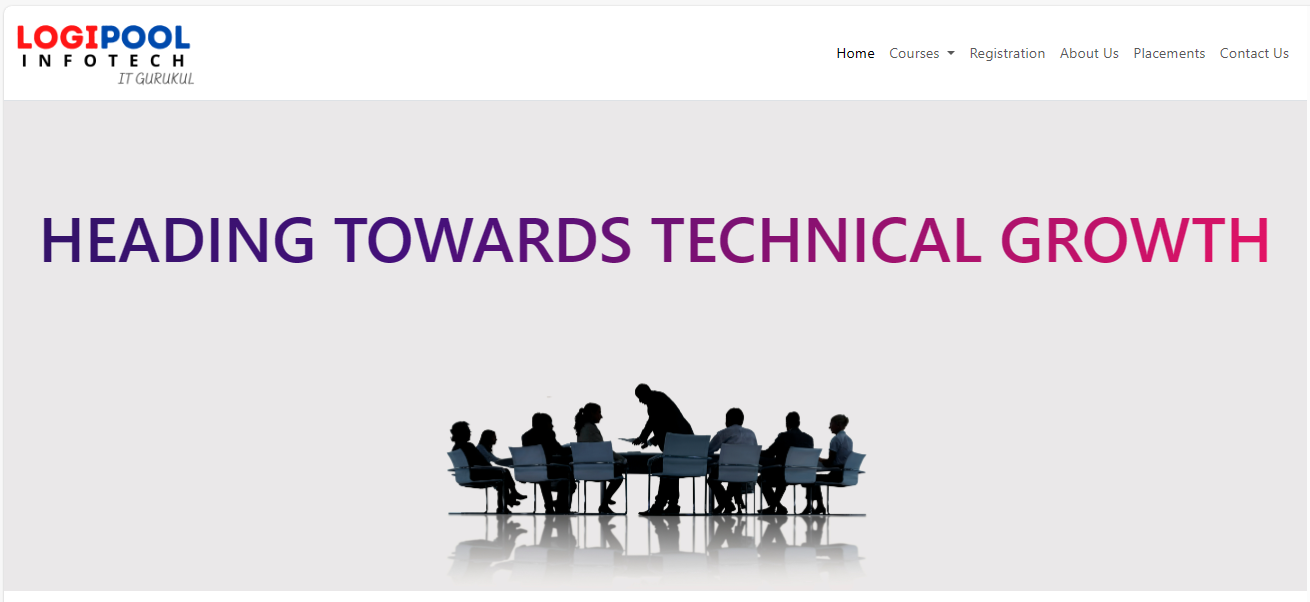 LOGIPOOL
INFOTECH
IT GURUKUL
Home Courses Registration About Us Placements Contact Us
HEADING TOWARDS TECHNICAL GROWTH